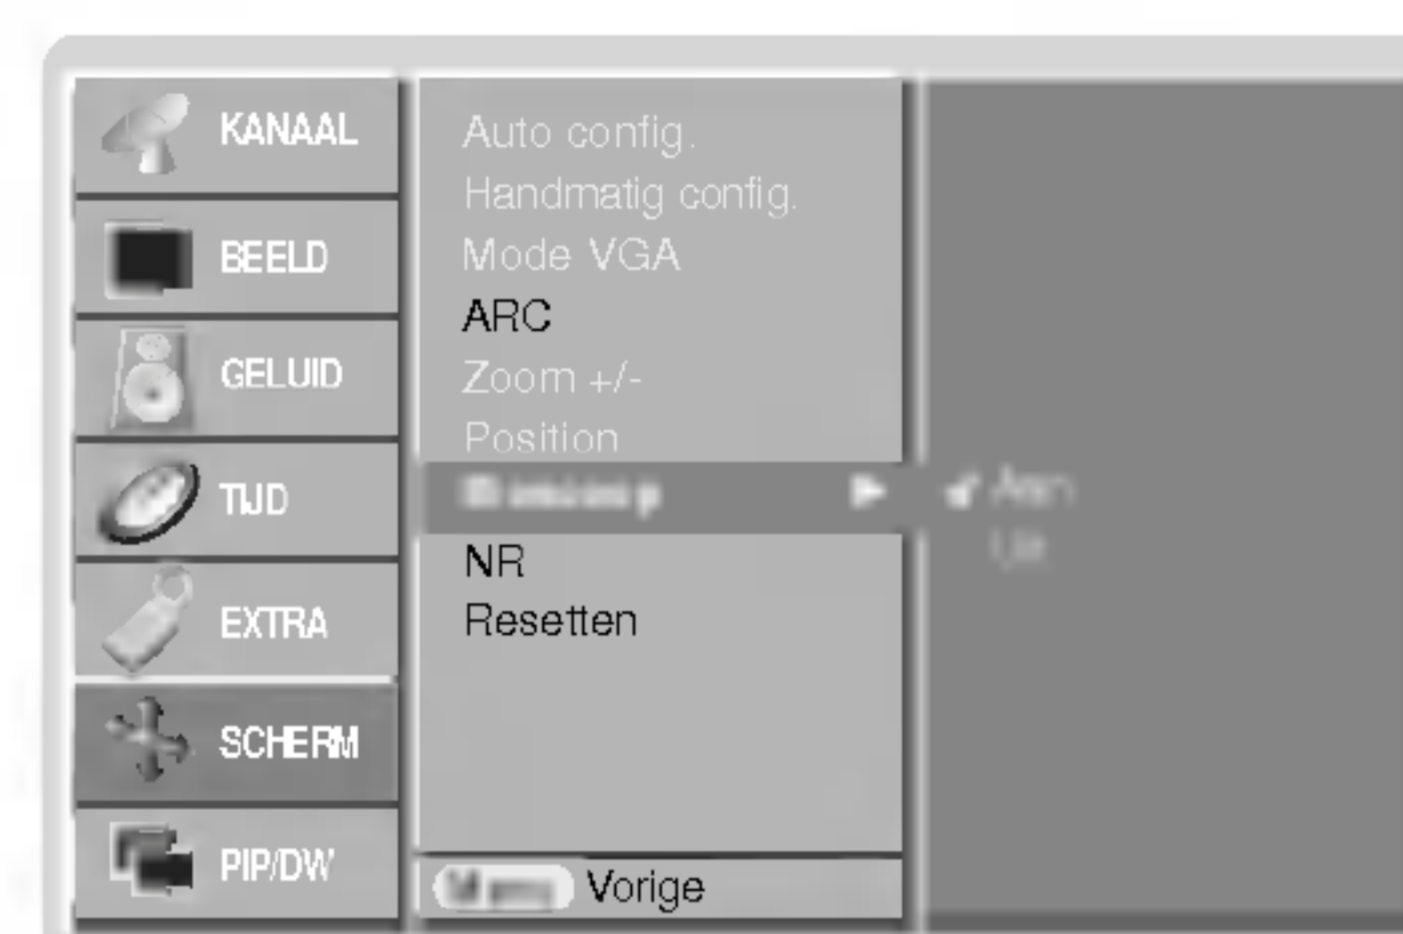 KANAAL
BEELD
GELUID
TIJD
EXTRA
SCHERM
PIP/DW
Auto config.
Handmatig config.
Mode VGA
ARC
Zoom +/-
Position
NR
Resetten
Vorige